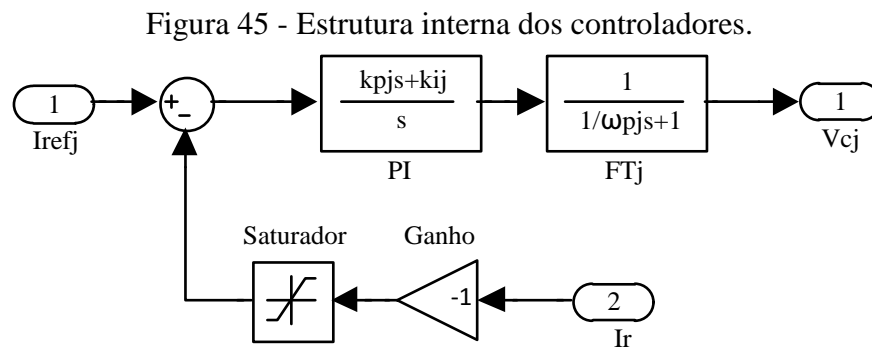 Figura 45 - Estrutura interna dos controladores.
kpjs+kij
s
1
1/ωpjs+1
1
+
-
1
Irefj
PI
FTj
Vcj
Saturador
Ganho
-1
2
Ir